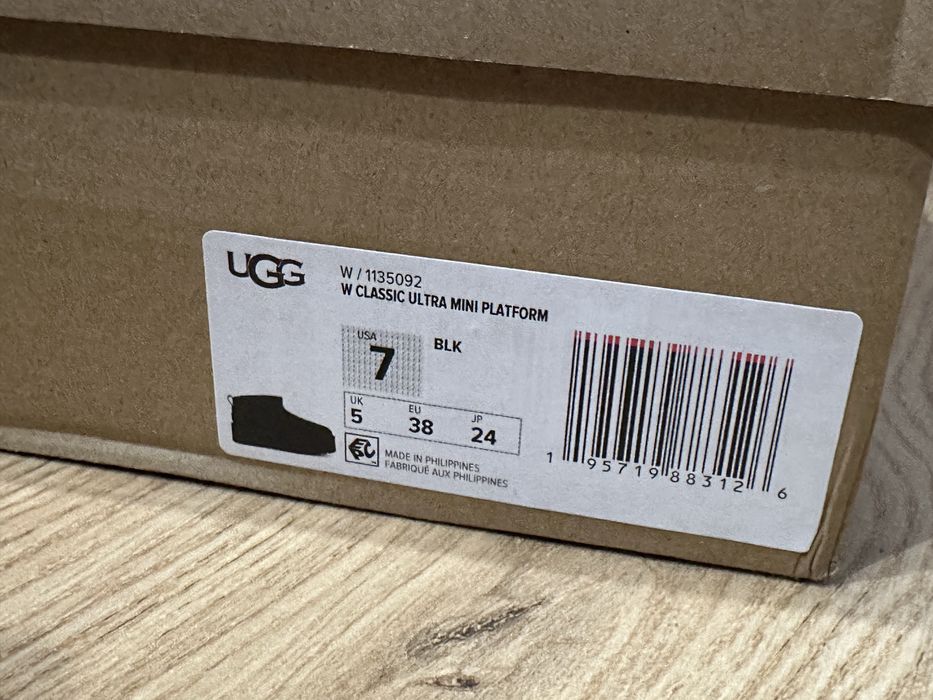 UGG
W / 1135092
W CLASSIC ULTRA MINI PLATFORM
USA
7
BLK
UK
5
EU
38
JP
24
MADE IN PHILIPPINES
FABRIQUÉ AUX PHILIPPINES
1 95719 88312 6